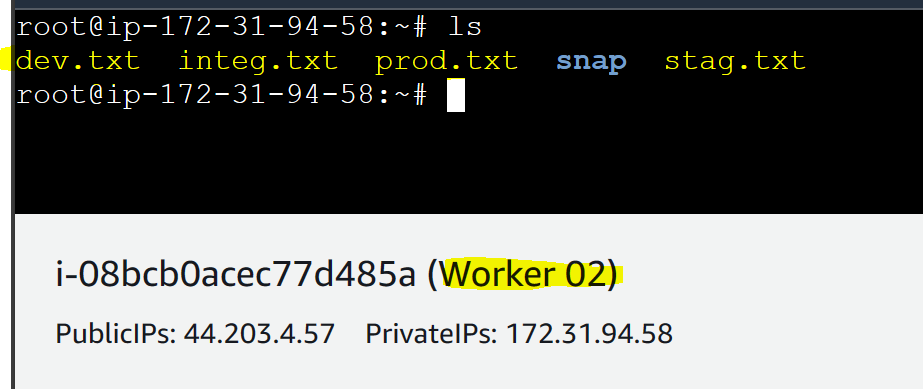 root@ip-172-31-94-58:~# ls
dev.txt integ.txt prod.txt snap stag.txt
root@ip-172-31-94-58:~#
i-08bcb0acec77d485a (Worker 02)
PublicIPs: 44.203.4.57 PrivateIPs: 172.31.94.58